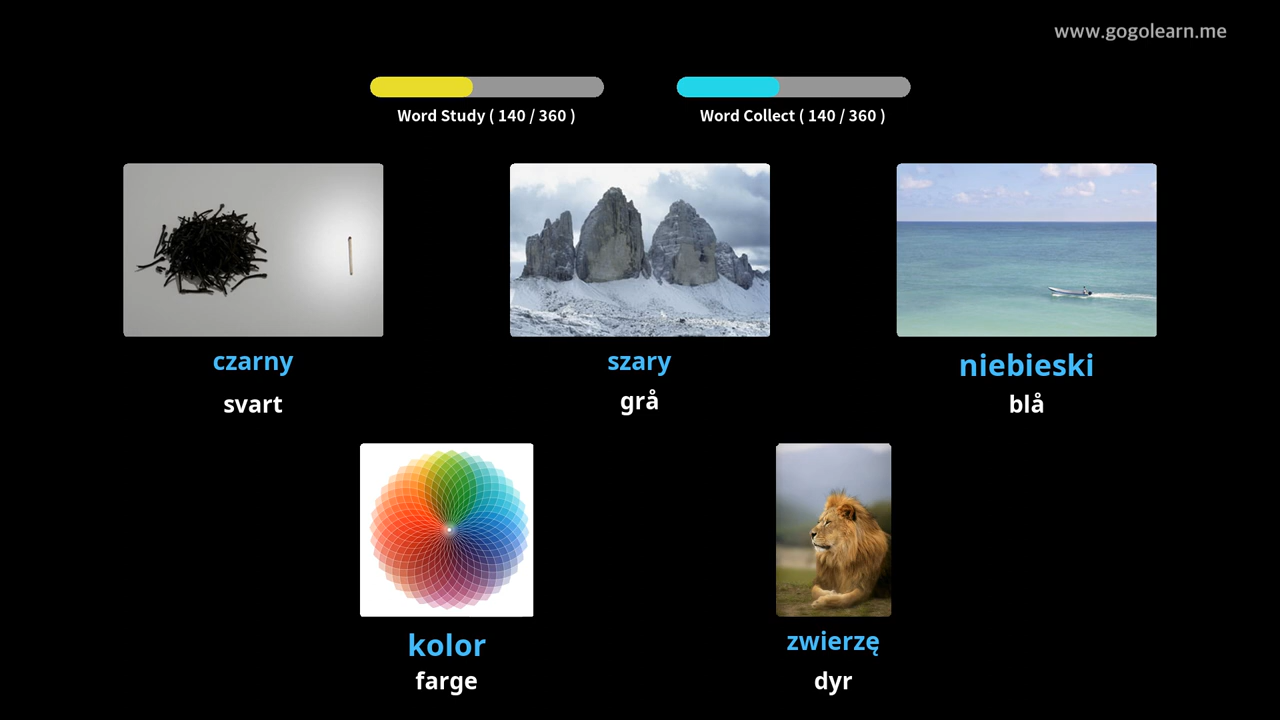 www.gogolearn.me
Word Study ( 140 / 360 )
Word Collect ( 140 / 360 )
czarny
svart
szary
grå
niebieski
blå
kolor
farge
zwierzę
dyr